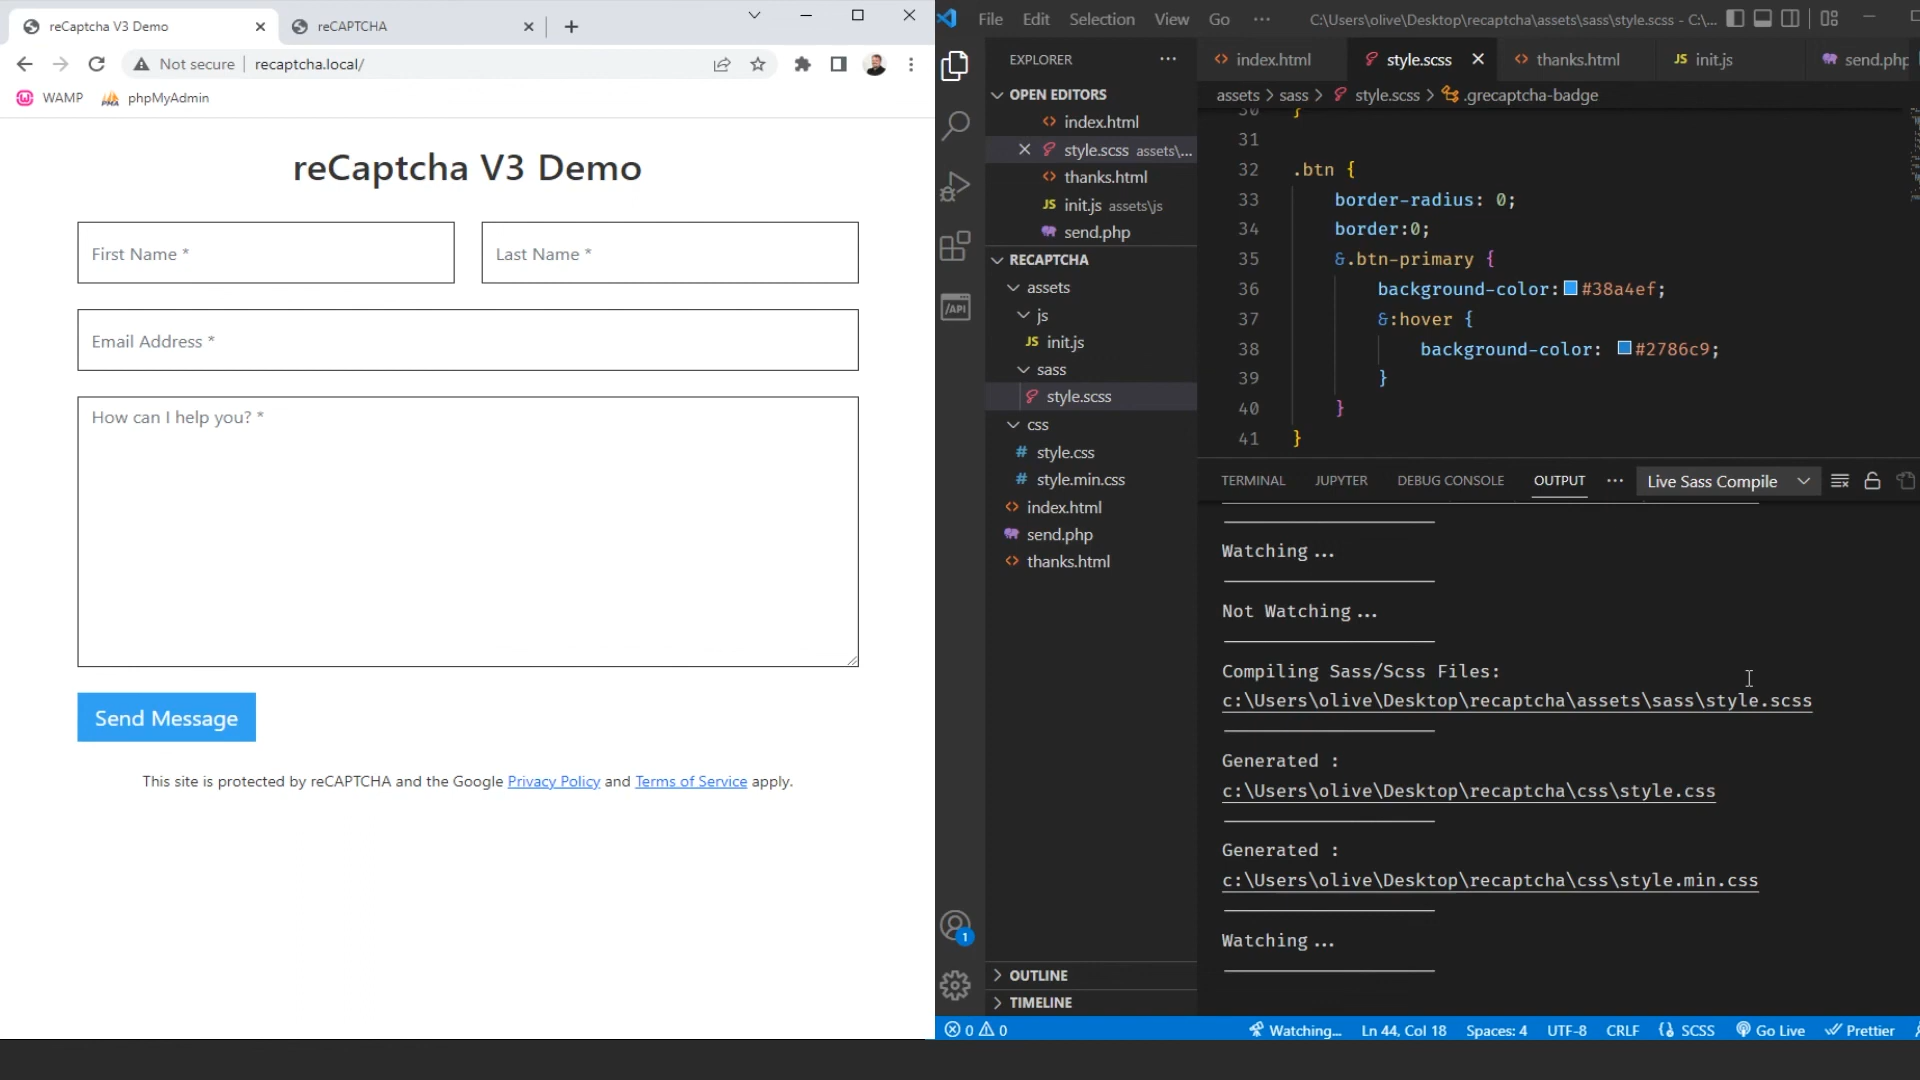 reCaptcha V3 Demo
reCAPTCHA
Not secure
recaptcha.local/
WAMP
phpMyAdmin
reCaptcha V3 Demo
First Name *
Last Name *
Email Address *
How can I help you? *
Send Message
This site is protected by reCAPTCHA and the Google Privacy Policy and Terms of Service apply.
File Edit Selection View Go ···
C:\Users\olive\Desktop\recaptcha\assets\sass\style.scss - C:\...
EXPLORER
OPEN EDITORS
index.html
style.scss assets\...
thanks.html
JS init.js assets\js
send.php
RECAPTCHA
assets
js
JS init.js
sass
style.scss
css
# style.css
# style.min.css
index.html
send.php
thanks.html
OUTLINE
TIMELINE
/API
1
index.html
style.scss
thanks.html
JS init.js
send.php
assets > sass > style.scss > .grecaptcha-badge
30 }
31
32 .btn {
33 border-radius: 0;
34 border:0;
35 &.btn-primary {
36 background-color:#38a4ef;
37 &:hover {
38 background-color: #2786c9;
39 }
40 }
41 }
TERMINAL JUPYTER DEBUG CONSOLE OUTPUT ··· Live Sass Compile
Watching...
Not Watching...
Compiling Sass/Scss Files:
c:\Users\olive\Desktop\recaptcha\assets\sass\style.scss
Generated :
c:\Users\olive\Desktop\recaptcha\css\style.css
Generated :
c:\Users\olive\Desktop\recaptcha\css\style.min.css
Watching...
0 0
Watching...
Ln 44, Col 18
Spaces: 4
UTF-8
CRLF
SCSS
Go Live
Prettier